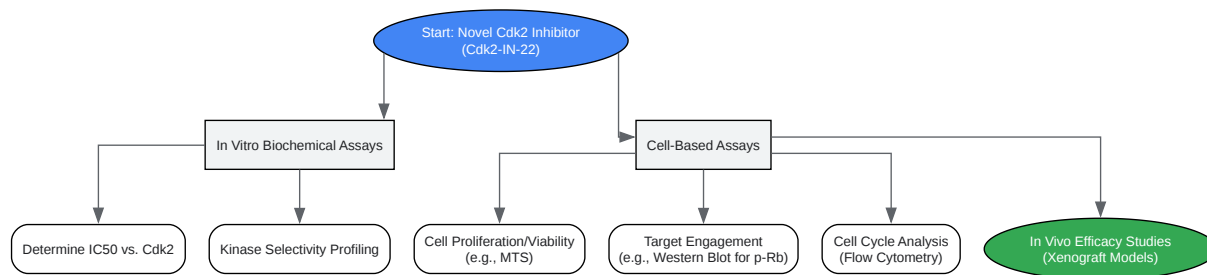 Start: Novel Cdk2 Inhibitor
(Cdk2-IN-22)
In Vitro Biochemical Assays
Cell-Based Assays
Determine IC50 vs. Cdk2
Kinase Selectivity Profiling
Cell Proliferation/Viability
(e.g., MTS)
Target Engagement
(e.g., Western Blot for p-Rb)
Cell Cycle Analysis
(Flow Cytometry)
In Vivo Efficacy Studies
(Xenograft Models)